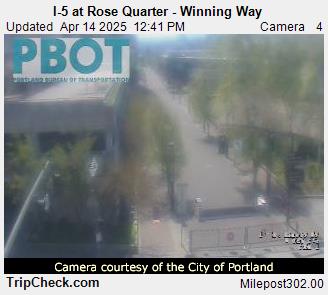 I-5 at Rose Quarter - Winning Way
Updated Apr 14 2025 12:41 PM Camera 4
PBOT
PORTLAND BUREAU OF TRANSPORTATION
Camera courtesy of the City of Portland
TripCheck.com Milepost302.00